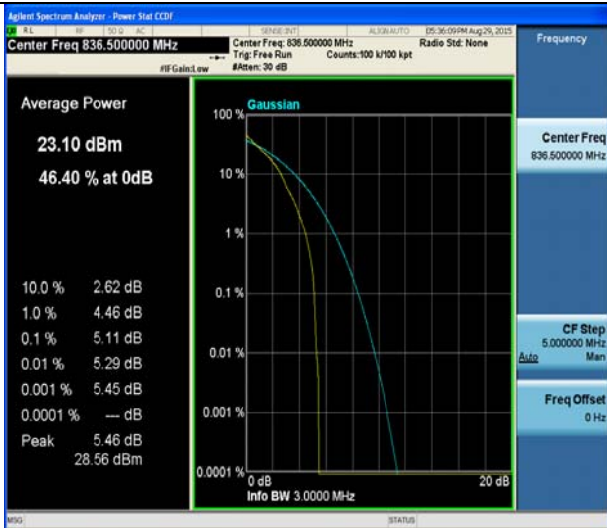 Agilent Spectrum Analyzer - Power Stat CCDF
RL RF 50 Ω AC SENSE:INT ALIGN AUTO 05:36:09 PM Aug 29, 2015
Center Freq 836.500000 MHz
Center Freq: 836.500000 MHz Radio Std: None
Trig: Free Run Counts:100 k/100 kpt
#IFGain:Low #Atten: 30 dB
Frequency
Center Freq
836.500000 MHz
CF Step
5.000000 MHz
Auto Man
Freq Offset
0 Hz
Average Power
23.10 dBm
46.40 % at 0dB
10.0 % 2.62 dB
1.0 % 4.46 dB
0.1 % 5.11 dB
0.01 % 5.29 dB
0.001 % 5.45 dB
0.0001 % --- dB
Peak 5.46 dB
28.56 dBm
Gaussian
100 %
10 %
1 %
0.1 %
0.01 %
0.001 %
0.0001 %
0 dB 20 dB
Info BW 3.0000 MHz
MSG STATUS